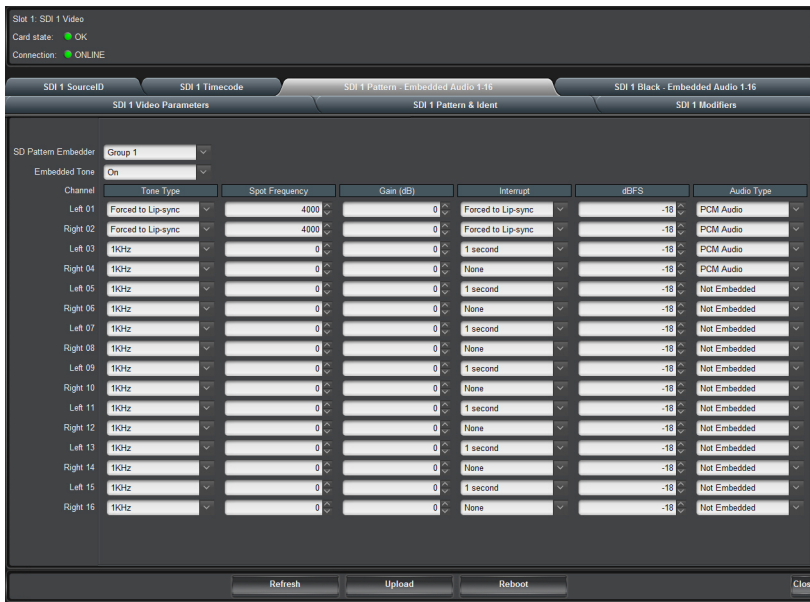 Slot 1: SDI 1 Video
Card state: OK
Connection: ONLINE
SDI 1 SourceID SDI 1 Timecode SDI 1 Pattern - Embedded Audio 1-16 SDI 1 Black - Embedded Audio 1-16
SDI 1 Video Parameters SDI 1 Pattern & Ident SDI 1 Modifiers
SD Pattern Embedder Group 1
Embedded Tone On
Channel Tone Type Spot Frequency Gain (dB) Interrupt dBFS Audio Type
Left 01 Forced to Lip-sync 4000 0 Forced to Lip-sync -18 PCM Audio
Right 02 Forced to Lip-sync 4000 0 Forced to Lip-sync -18 PCM Audio
Left 03 1KHz 0 0 1 second -18 PCM Audio
Right 04 1KHz 0 0 None -18 PCM Audio
Left 05 1KHz 0 0 1 second -18 Not Embedded
Right 06 1KHz 0 0 None -18 Not Embedded
Left 07 1KHz 0 0 1 second -18 Not Embedded
Right 08 1KHz 0 0 None -18 Not Embedded
Left 09 1KHz 0 0 1 second -18 Not Embedded
Right 10 1KHz 0 0 None -18 Not Embedded
Left 11 1KHz 0 0 1 second -18 Not Embedded
Right 12 1KHz 0 0 None -18 Not Embedded
Left 13 1KHz 0 0 1 second -18 Not Embedded
Right 14 1KHz 0 0 None -18 Not Embedded
Left 15 1KHz 0 0 1 second -18 Not Embedded
Right 16 1KHz 0 0 None -18 Not Embedded
Refresh Upload Reboot Clos